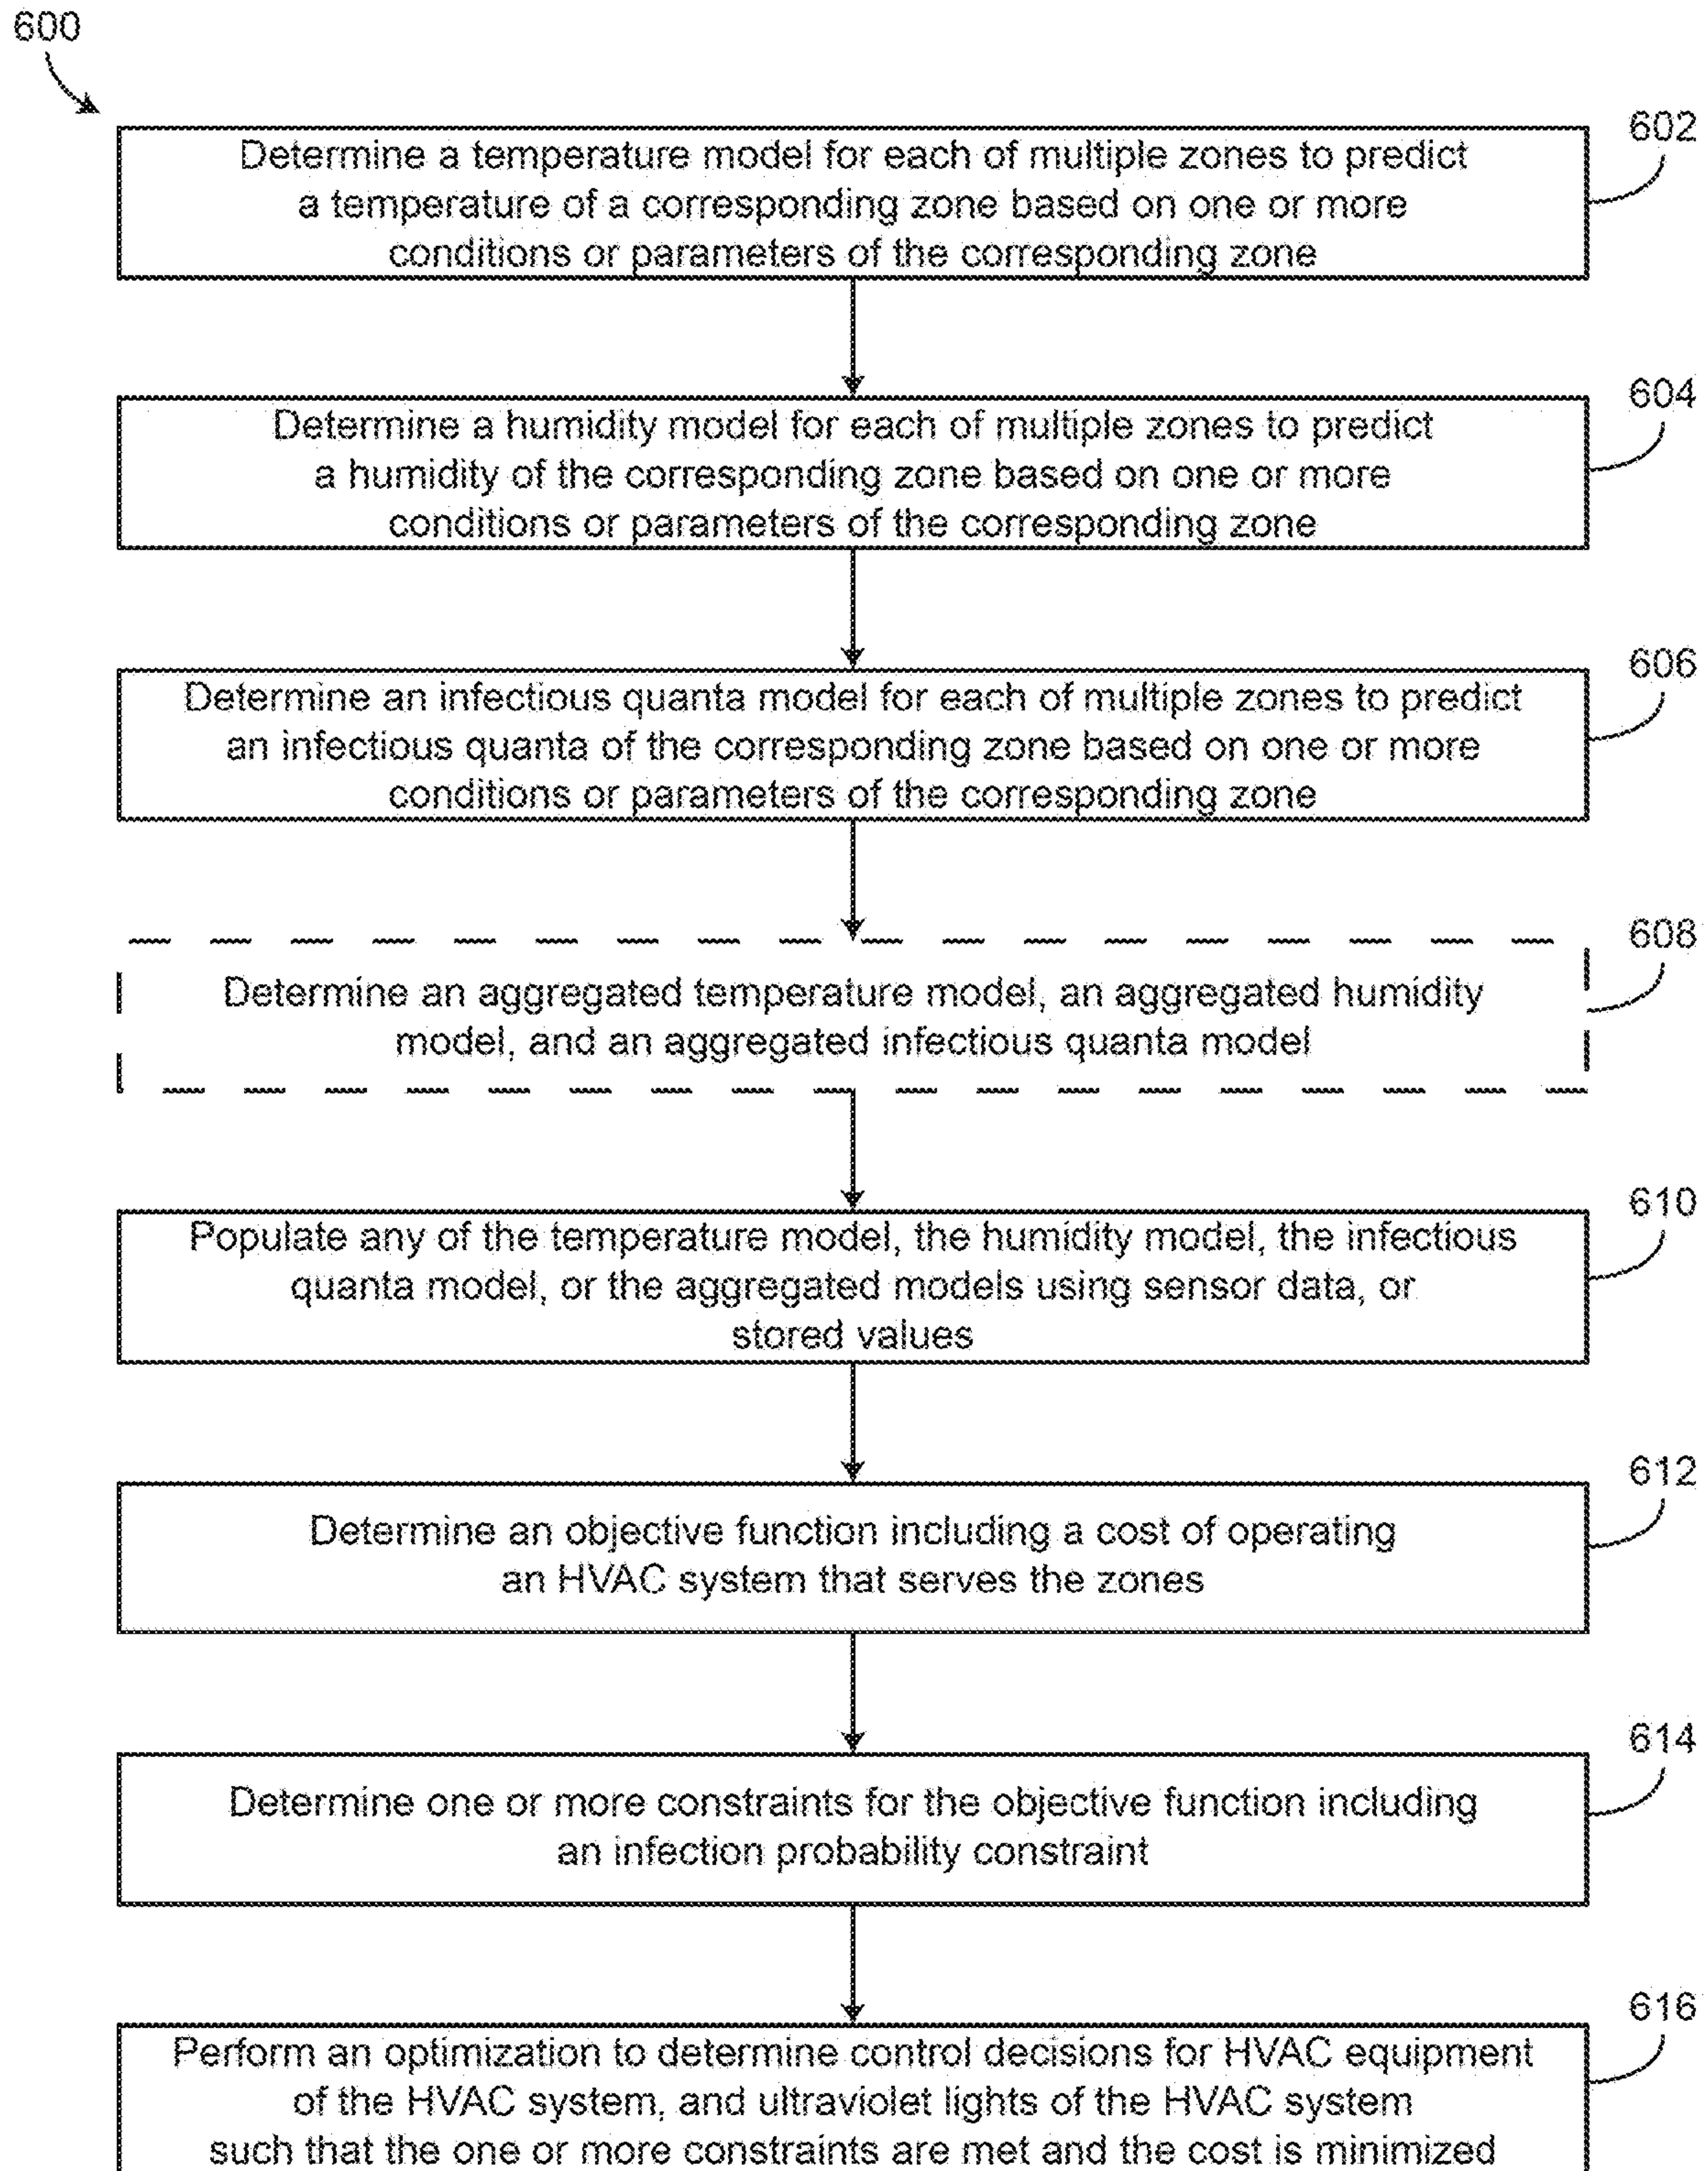 600
602
Determine a temperature model for each of multiple zones to predict
a temperature of a corresponding zone based on one or more
conditions or parameters of the corresponding zone
604
Determine a humidity model for each of multiple zones to predict
a humidity of the corresponding zone based on one or more
conditions or parameters of the corresponding zone
606
Determine an infectious quanta model for each of multiple zones to predict
an infectious quanta of the corresponding zone based on one or more
conditions or parameters of the corresponding zone
608
Determine an aggregated temperature model, an aggregated humidity
model, and an aggregated infectious quanta model
610
Populate any of the temperature model, the humidity model, the infectious
quanta model, or the aggregated models using sensor data, or
stored values
612
Determine an objective function including a cost of operating
an HVAC system that serves the zones
614
Determine one or more constraints for the objective function including
an infection probability constraint
616
Perform an optimization to determine control decisions for HVAC equipment
of the HVAC system, and ultraviolet lights of the HVAC system
such that the one or more constraints are met and the cost is minimized